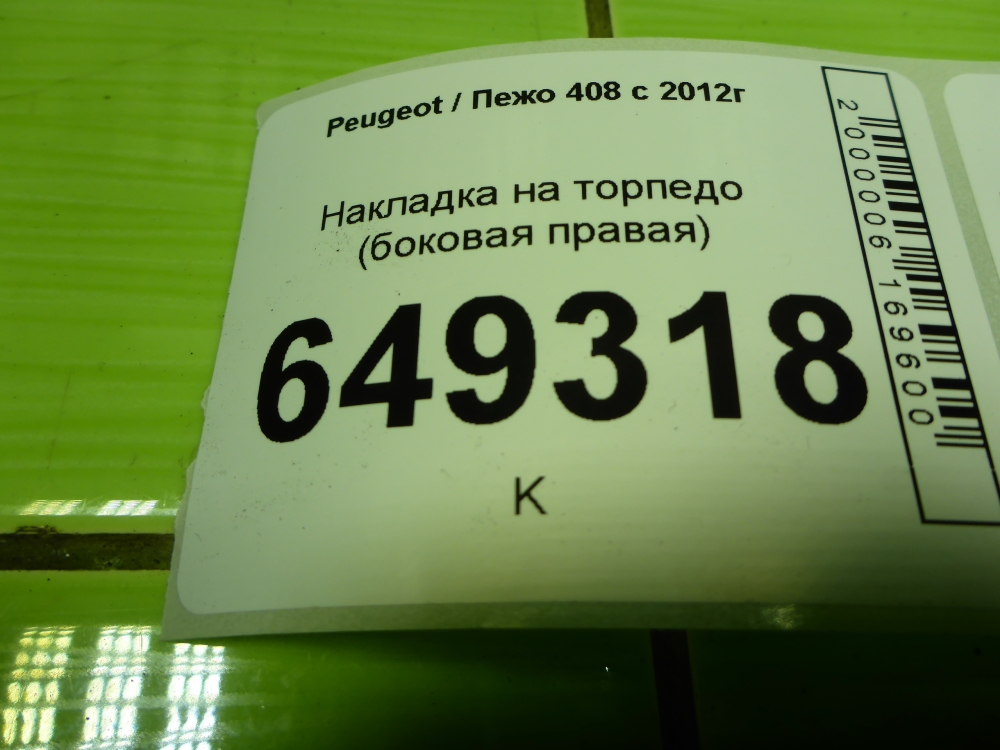 Peugeot / Пежо 408 с 2012г
Накладка на торпедо
(боковая правая)
649318
К
2000006169600